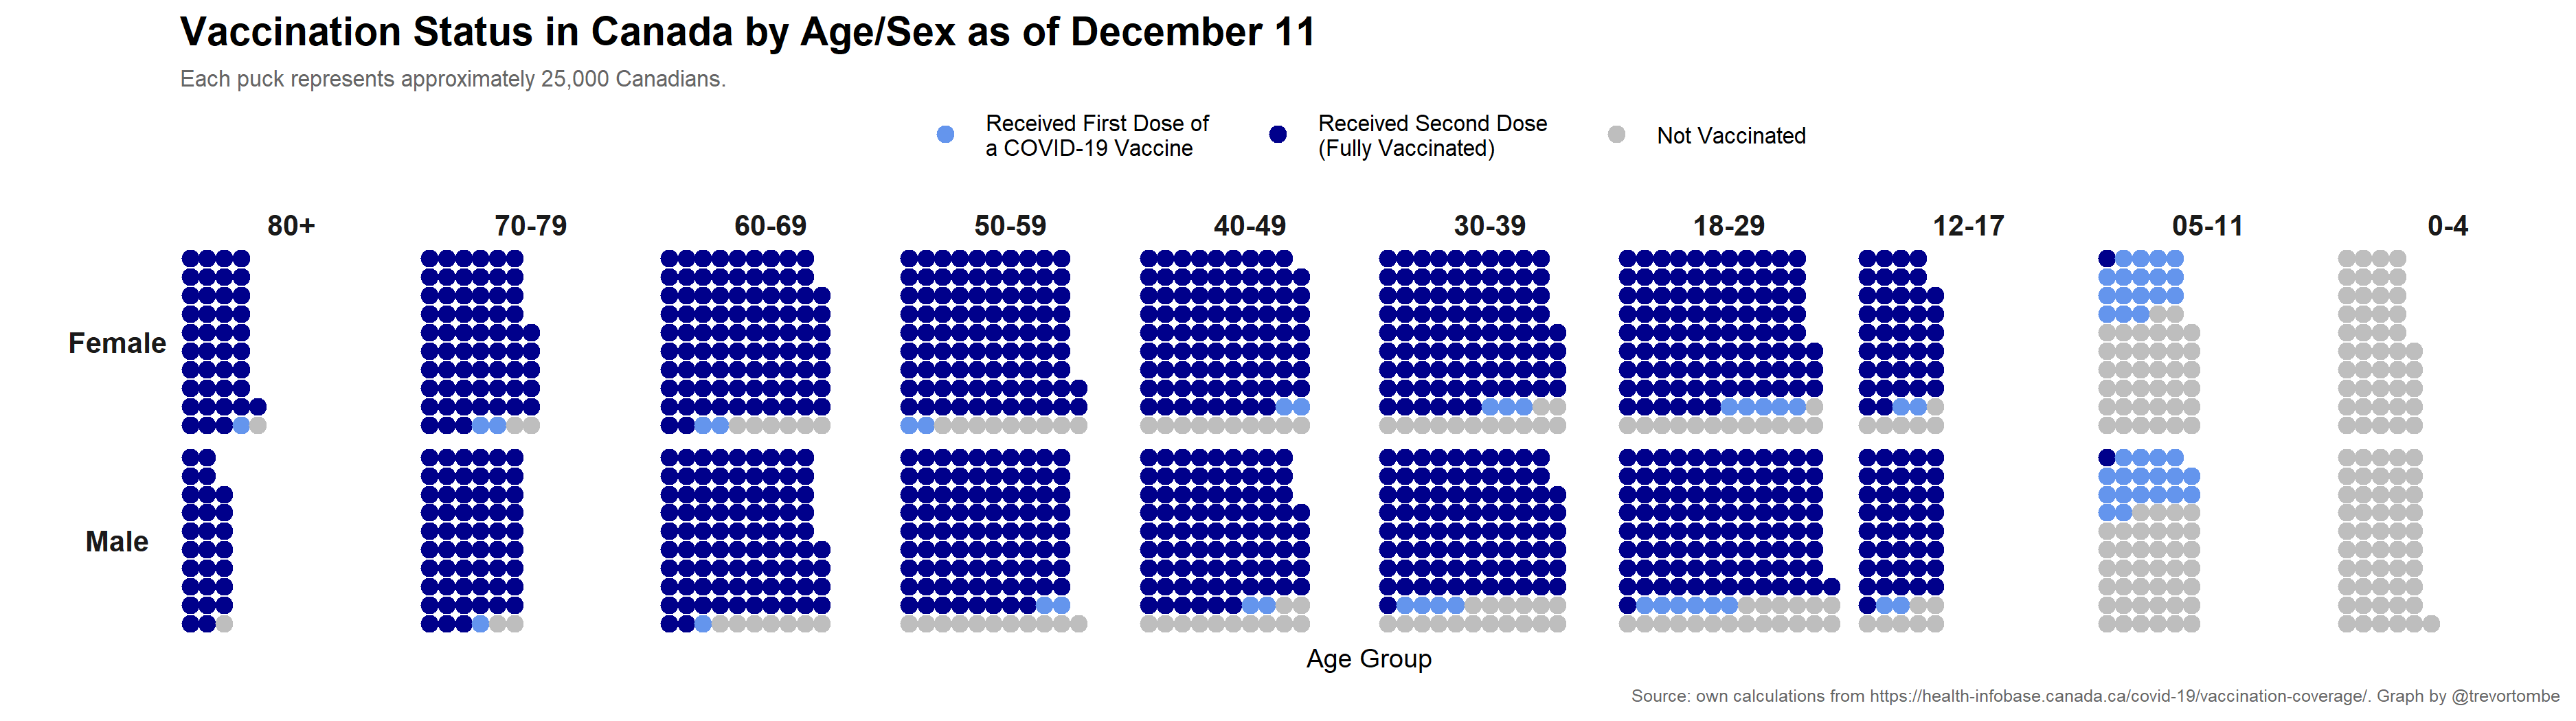 Vaccination Status in Canada by Age/Sex as of December 11
Each puck represents approximately 25,000 Canadians.
Received First Dose of
a COVID-19 Vaccine
Received Second Dose
(Fully Vaccinated)
Not Vaccinated
80+ 70-79 60-69 50-59 40-49 30-39 18-29 12-17 05-11 0-4
Female
Male
Age Group
Source: own calculations from https://health-infobase.canada.ca/covid-19/vaccination-coverage/. Graph by @trevortombe